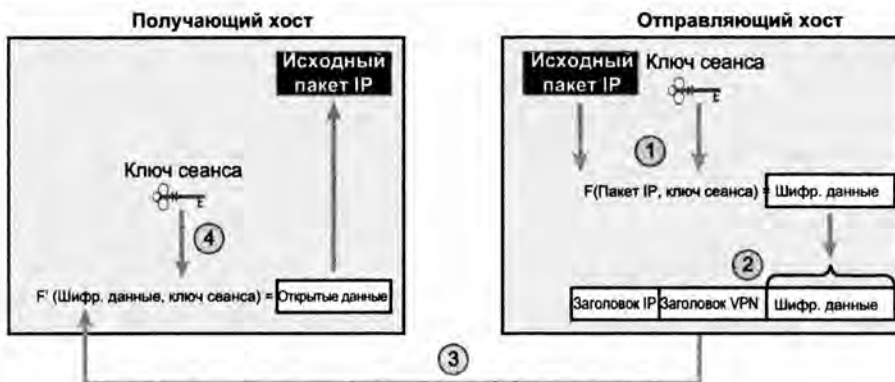 Получающий хост
Исходный
пакет IP
Ключ сеанса
E
4
F' (Шифр. данные, ключ сеанса) =
Открытые данные
Отправляющий хост
Исходный
пакет IP
Ключ сеанса
E
1
F(Пакет IP, ключ сеанса) =
Шифр. данные
2
Заголовок IP
Заголовок VPN
Шифр. данные
3